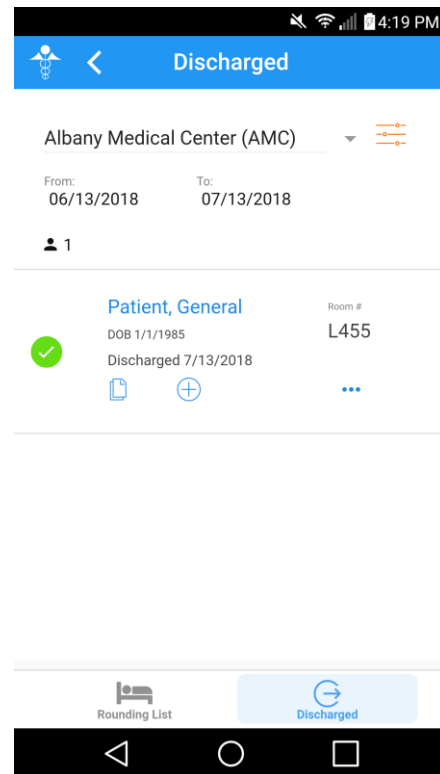 4:19 PM
Discharged
Albany Medical Center (AMC)
From: To:
06/13/2018 07/13/2018
1
Patient, General Room #
DOB 1/1/1985 L455
Discharged 7/13/2018
Rounding List Discharged